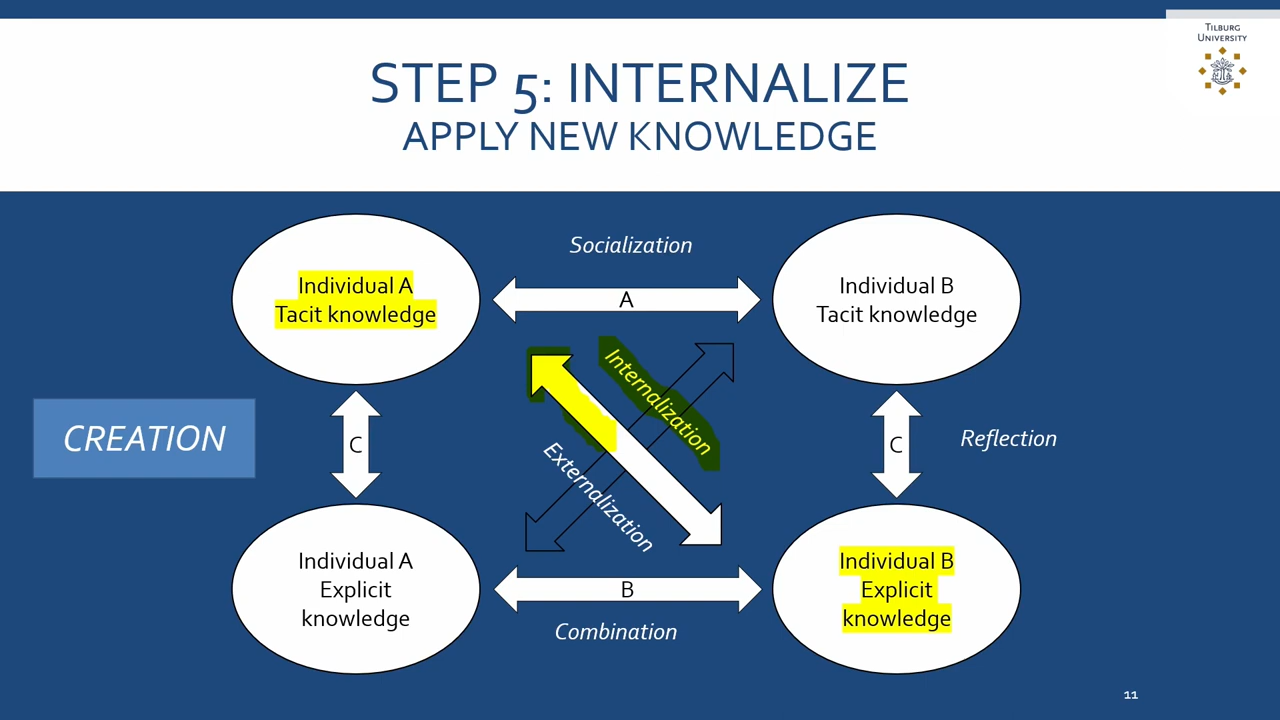 TILBURG
UNIVERSITY
STEP 5: INTERNALIZE
APPLY NEW KNOWLEDGE
Socialization
Individual A
Tacit knowledge
A
Individual B
Tacit knowledge
Internalization
CREATION
C
C
Reflection
Externalization
Individual A
Explicit
knowledge
B
Individual B
Explicit
knowledge
Combination
11